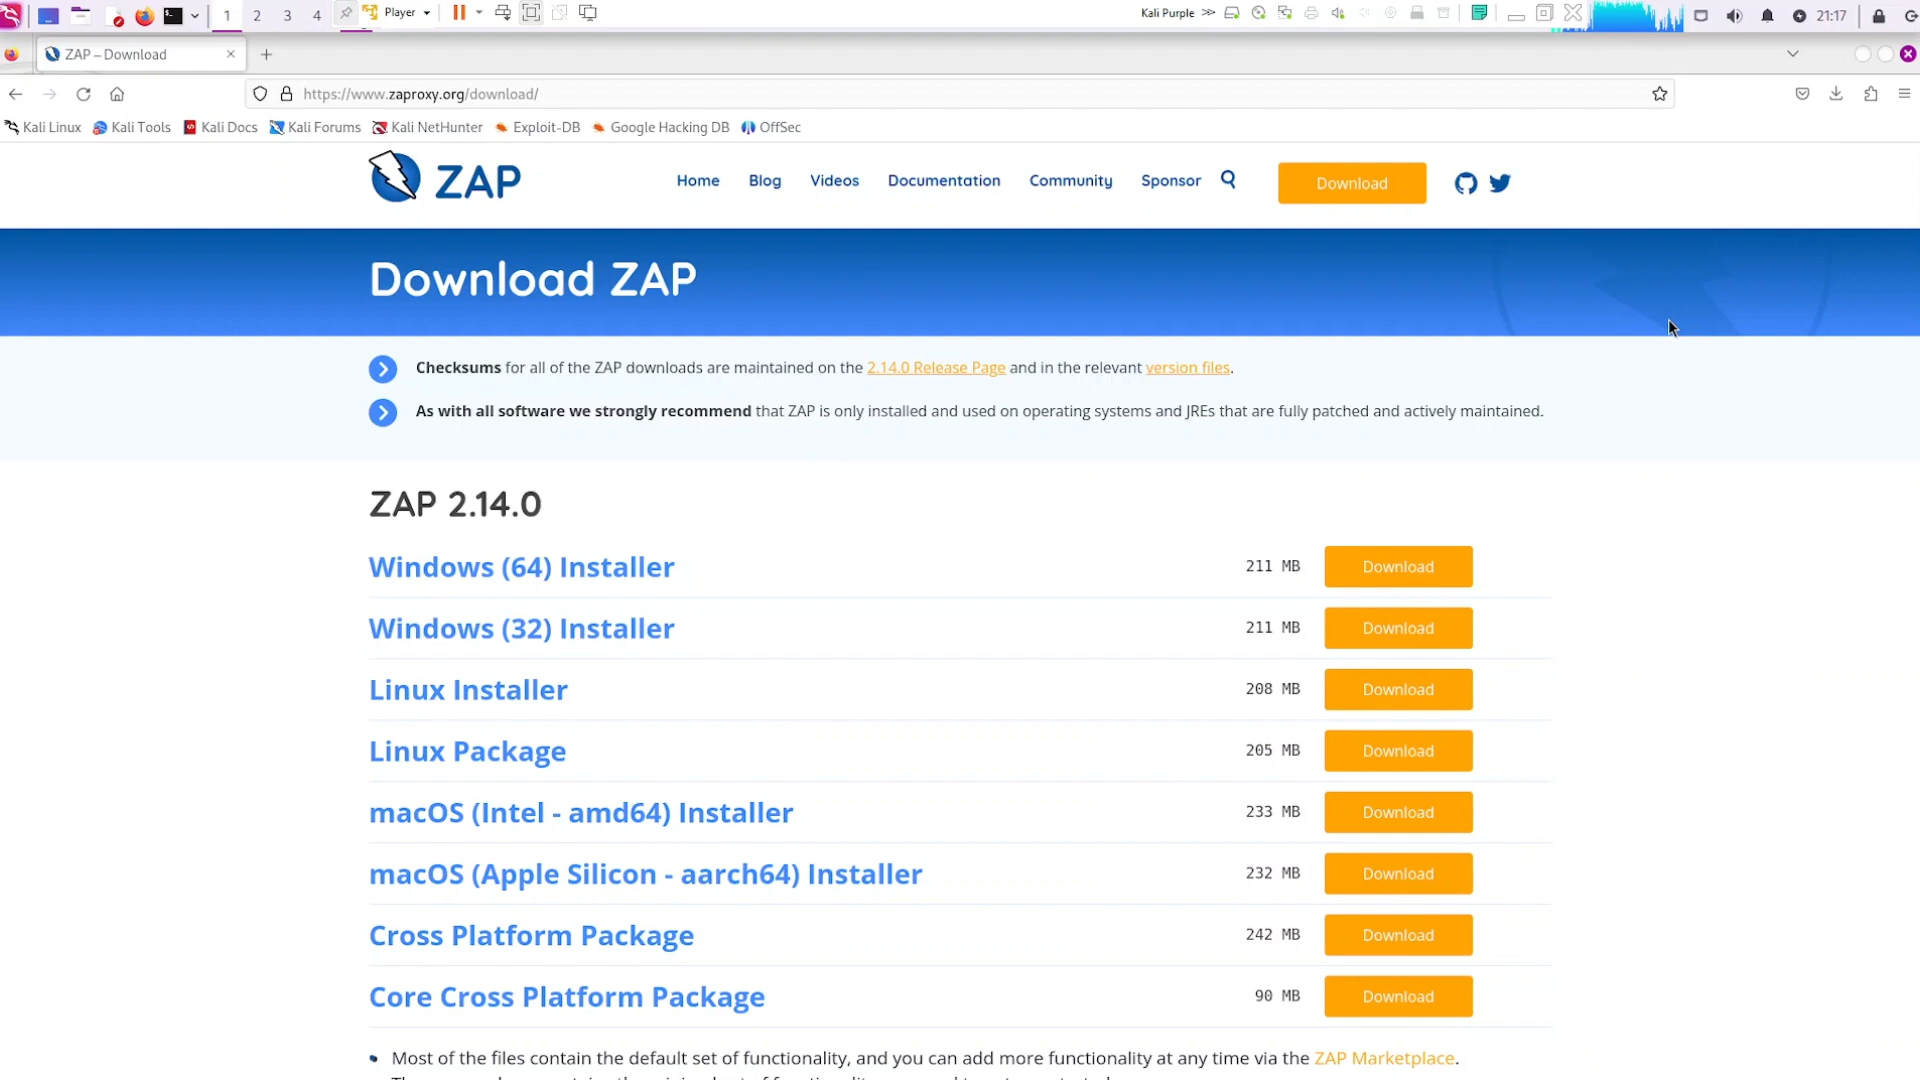 1 2 3 4 Player Kali Purple 21:17
ZAP – Download
https://www.zaproxy.org/download/
Kali Linux Kali Tools Kali Docs Kali Forums Kali NetHunter Exploit-DB Google Hacking DB OffSec
ZAP Home Blog Videos Documentation Community Sponsor Download
Download ZAP
Checksums for all of the ZAP downloads are maintained on the 2.14.0 Release Page and in the relevant version files.
As with all software we strongly recommend that ZAP is only installed and used on operating systems and JREs that are fully patched and actively maintained.
ZAP 2.14.0
Windows (64) Installer 211 MB Download
Windows (32) Installer 211 MB Download
Linux Installer 208 MB Download
Linux Package 205 MB Download
macOS (Intel - amd64) Installer 233 MB Download
macOS (Apple Silicon - aarch64) Installer 232 MB Download
Cross Platform Package 242 MB Download
Core Cross Platform Package 90 MB Download
Most of the files contain the default set of functionality, and you can add more functionality at any time via the ZAP Marketplace.